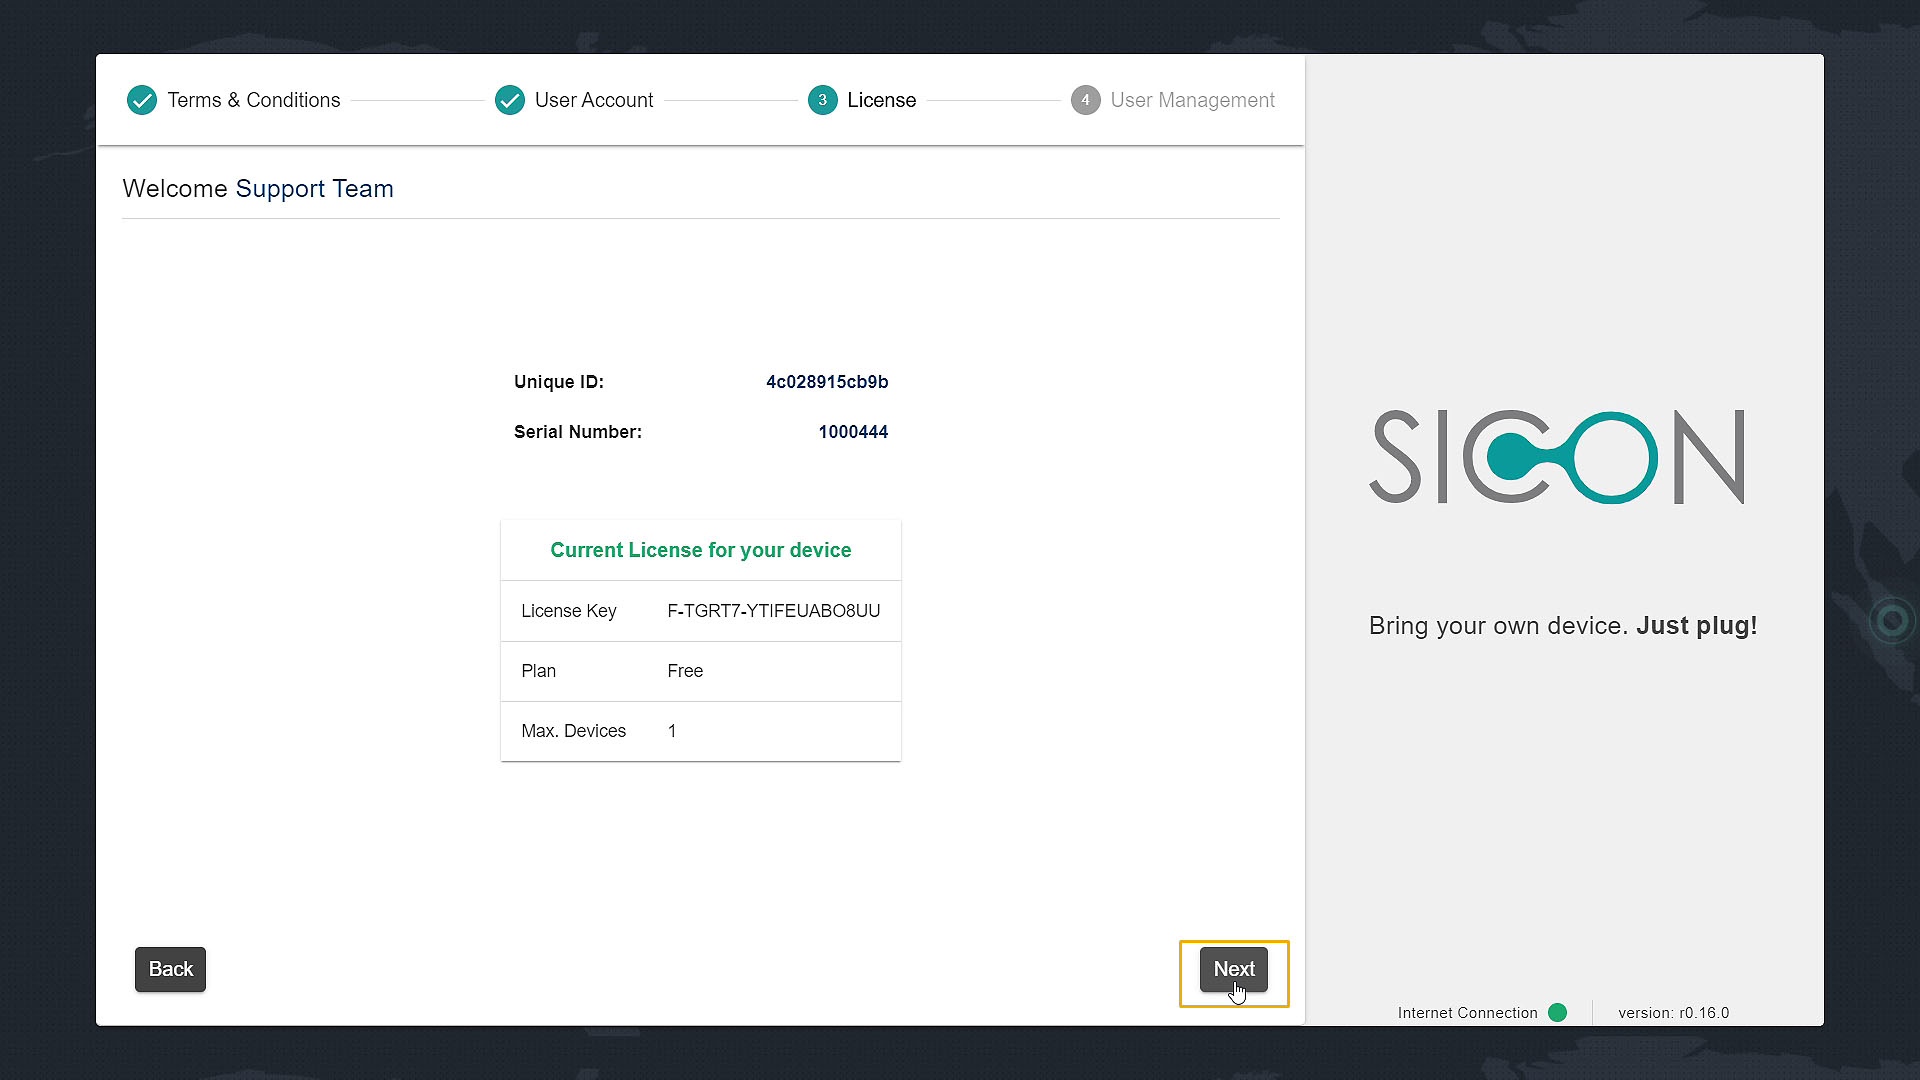 Terms & Conditions
User Account
3 License
4 User Management
Welcome Support Team
Unique ID: 4c028915cb9b
Serial Number: 1000444
Current License for your device
License Key F-TGRT7-YTIFEUABO8UU
Plan Free
Max. Devices 1
Back
Next
SICON
Bring your own device. Just plug!
Internet Connection
version: r0.16.0